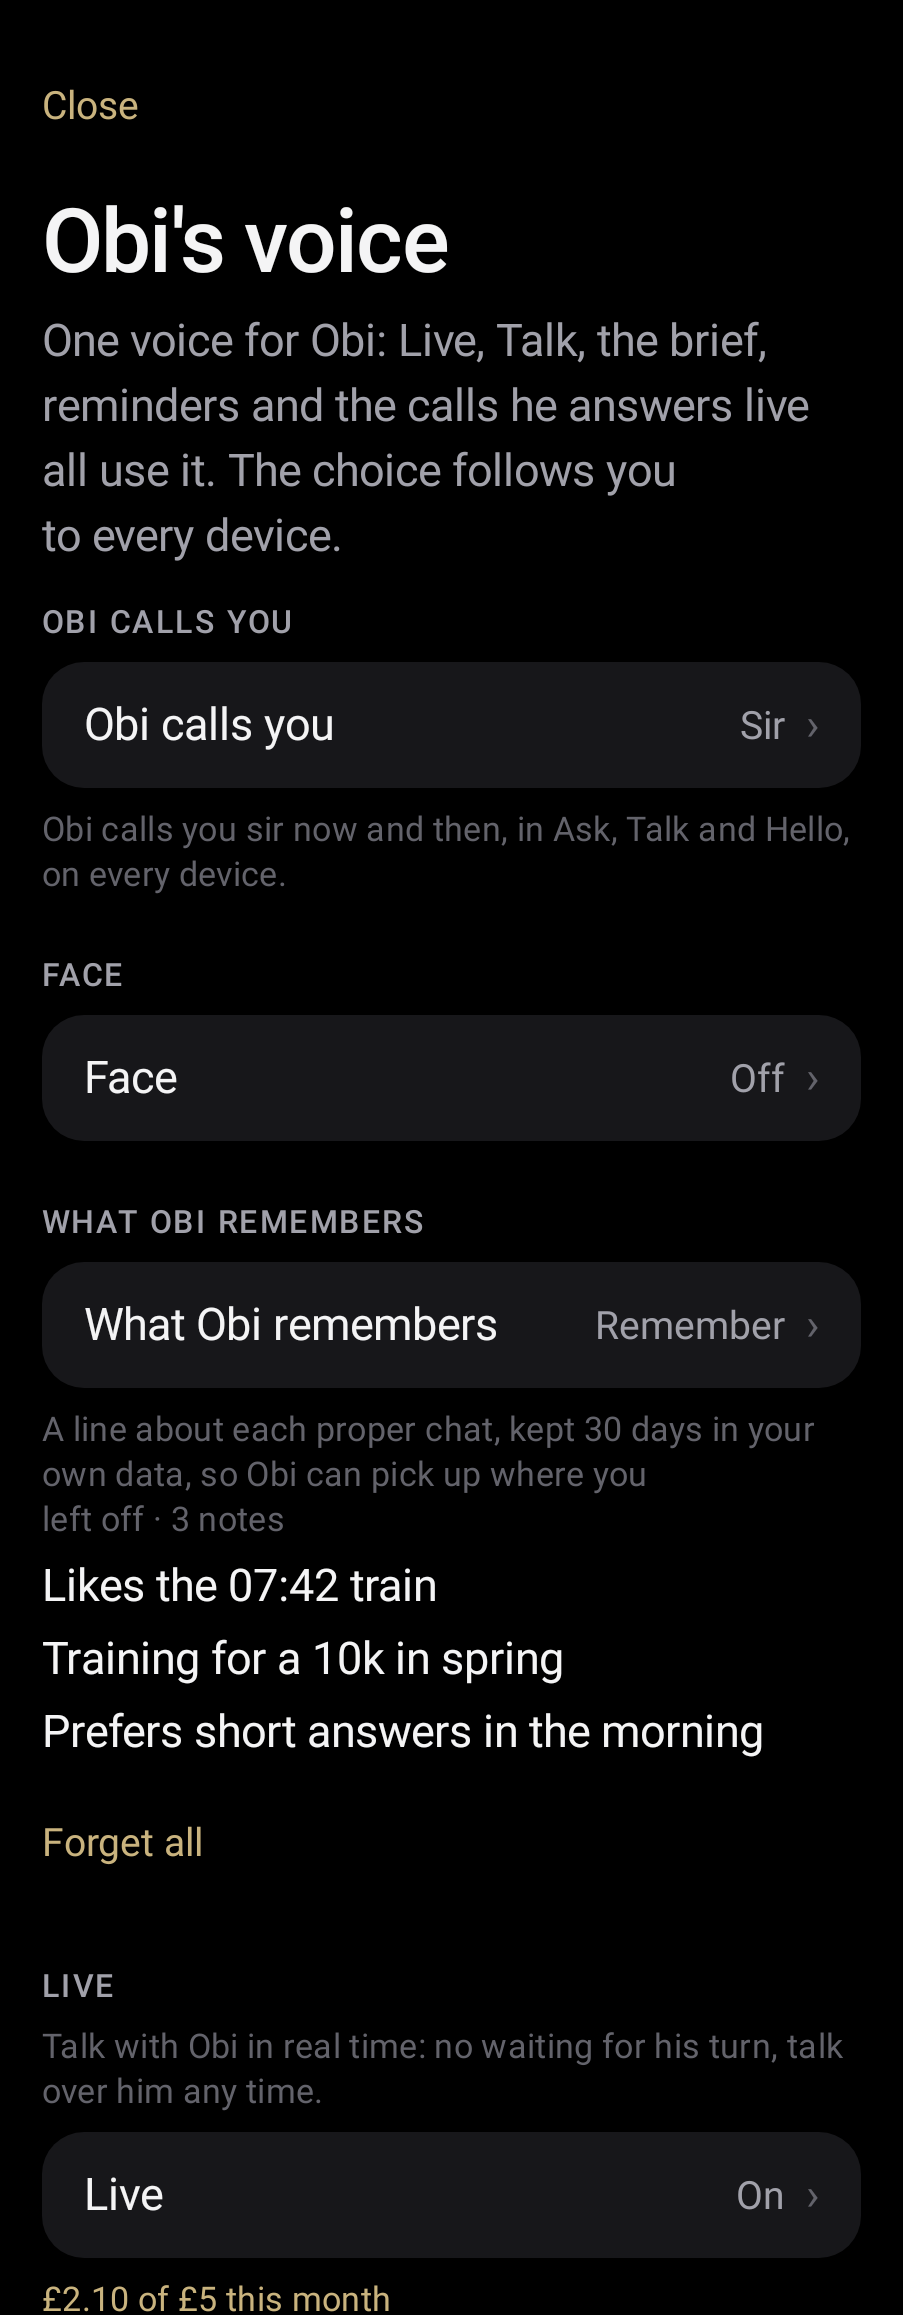 Close
Obi's voice
One voice for Obi: Live, Talk, the brief,
reminders and the calls he answers live
all use it. The choice follows you
to every device.
OBI CALLS YOU
Obi calls you Sir ›
Obi calls you sir now and then, in Ask, Talk and Hello,
on every device.
FACE
Face Off ›
WHAT OBI REMEMBERS
What Obi remembers Remember ›
A line about each proper chat, kept 30 days in your
own data, so Obi can pick up where you
left off · 3 notes
Likes the 07:42 train
Training for a 10k in spring
Prefers short answers in the morning
Forget all
LIVE
Talk with Obi in real time: no waiting for his turn, talk
over him any time.
Live On ›
£2.10 of £5 this month